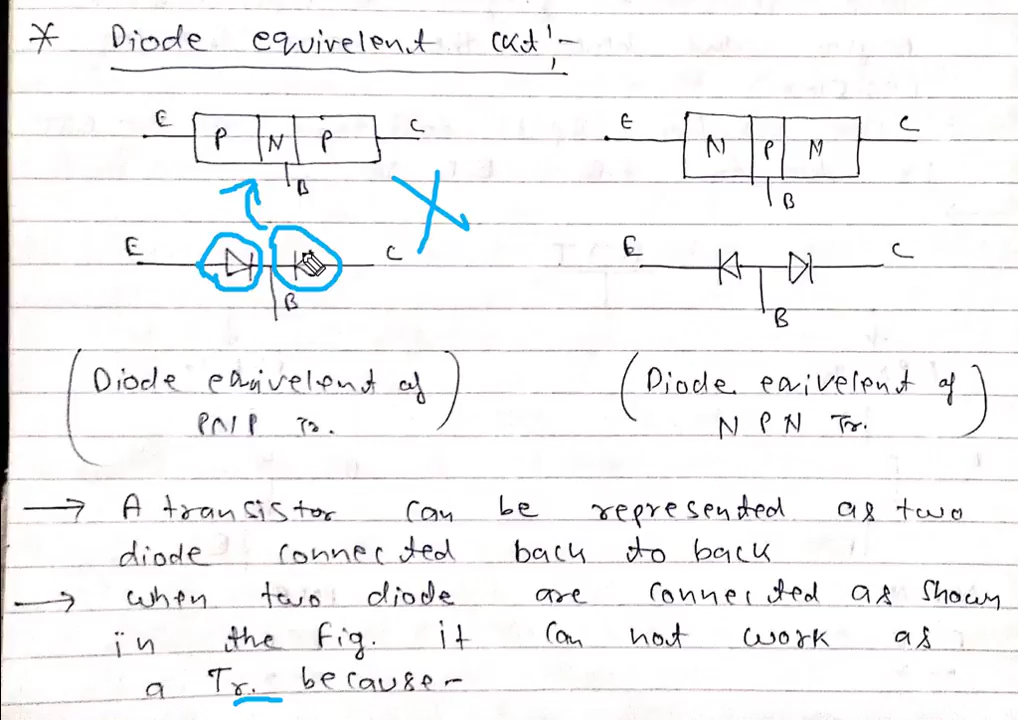 * Diode equivelent ckt :-
E P N P C
B
E N P N C
B
E C
B
E C
B
(Diode eqivelent of
PNP Tr.)
(Diode eqivelent of
N P N Tr.)
→ A transistor can be represented as two
diode connected back to back
→ when two diode are connected as shown
in the fig. it can not work as
a Tr. because -